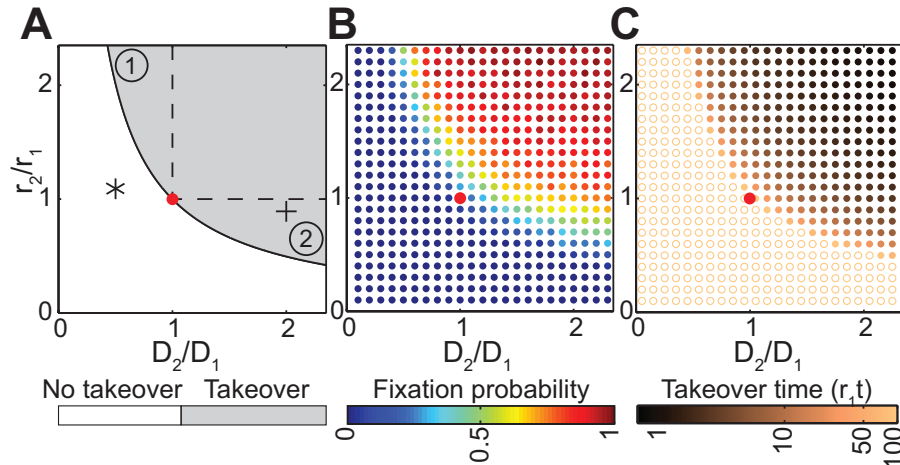 A
B
C
1
2
2
1
0
r₂/r₁
0
1
2
D₂/D₁
No takeover
Takeover
2
1
0
0
1
2
D₂/D₁
Fixation probability
0
0.5
1
2
1
0
0
1
2
D₂/D₁
Takeover time (r₁t)
1
10
50
100